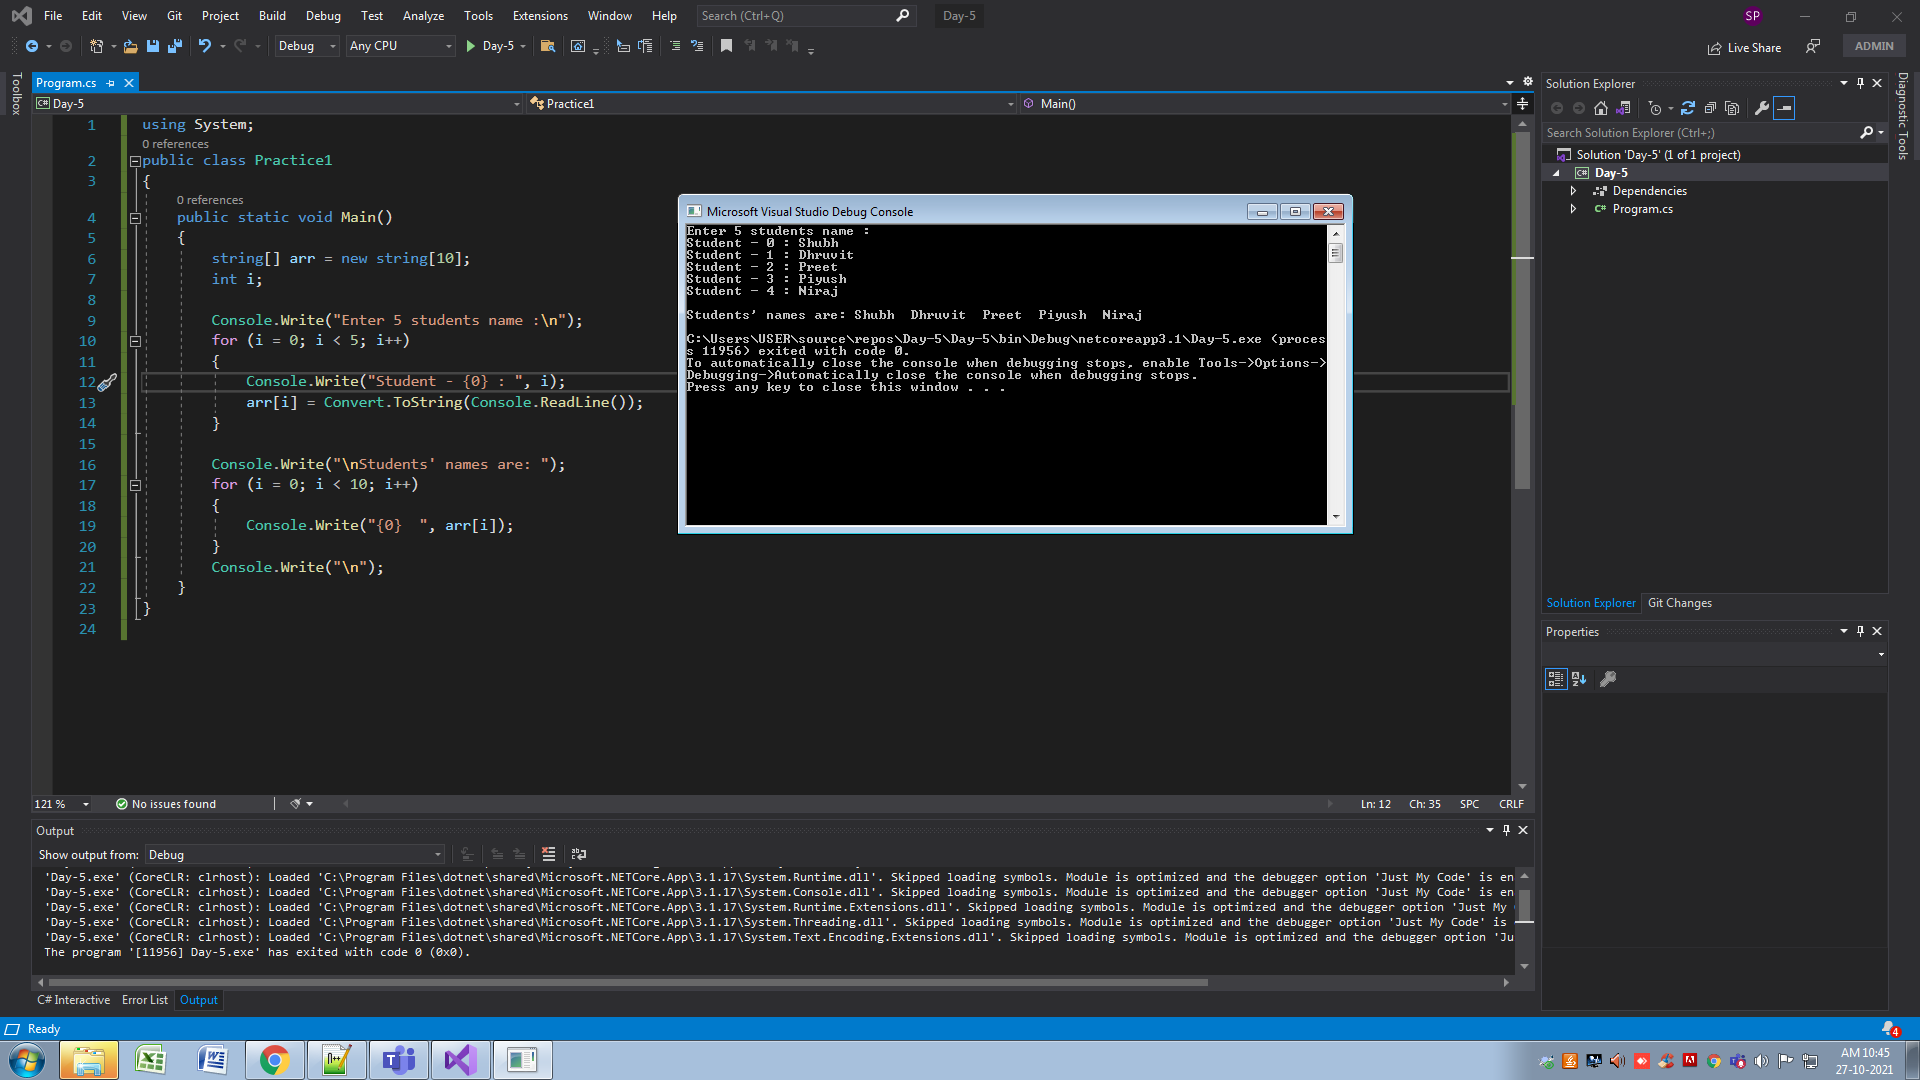 File Edit View Git Project Build Debug Test Analyze Tools Extensions Window Help Search (Ctrl+Q) Day-5 SP
Debug Any CPU Day-5 Live Share ADMIN
Toolbox
Program.cs
Day-5 Practice1 Main()
1 using System;
0 references
2 public class Practice1
3 {
0 references
4 public static void Main()
5 {
6 string[] arr = new string[10];
7 int i;
8
9 Console.Write("Enter 5 students name :\n");
10 for (i = 0; i < 5; i++)
11 {
12 Console.Write("Student - {0} : ", i);
13 arr[i] = Convert.ToString(Console.ReadLine());
14 }
15
16 Console.Write("\nStudents' names are: ");
17 for (i = 0; i < 10; i++)
18 {
19 Console.Write("{0}  ", arr[i]);
20 }
21 Console.Write("\n");
22 }
23 }
24
Microsoft Visual Studio Debug Console
Enter 5 students name :
Student - 0 : Shubh
Student - 1 : Dhruvit
Student - 2 : Preet
Student - 3 : Piyush
Student - 4 : Niraj
Students' names are: Shubh  Dhruvit  Preet  Piyush  Niraj
C:\Users\USER\source\repos\Day-5\Day-5\bin\Debug\netcoreapp3.1\Day-5.exe (proces
s 11956) exited with code 0.
To automatically close the console when debugging stops, enable Tools->Options->
Debugging->Automatically close the console when debugging stops.
Press any key to close this window . . .
Solution Explorer
Search Solution Explorer (Ctrl+;)
Solution 'Day-5' (1 of 1 project)
C# Day-5
Dependencies
C# Program.cs
Solution Explorer Git Changes
Properties
Diagnostic Tools
121 % No issues found Ln: 12 Ch: 35 SPC CRLF
Output
Show output from: Debug
'Day-5.exe' (CoreCLR: clrhost): Loaded 'C:\Program Files\dotnet\shared\Microsoft.NETCore.App\3.1.17\System.Runtime.dll'. Skipped loading symbols. Module is optimized and the debugger option 'Just My Code' is en
'Day-5.exe' (CoreCLR: clrhost): Loaded 'C:\Program Files\dotnet\shared\Microsoft.NETCore.App\3.1.17\System.Console.dll'. Skipped loading symbols. Module is optimized and the debugger option 'Just My Code' is en
'Day-5.exe' (CoreCLR: clrhost): Loaded 'C:\Program Files\dotnet\shared\Microsoft.NETCore.App\3.1.17\System.Runtime.Extensions.dll'. Skipped loading symbols. Module is optimized and the debugger option 'Just My
'Day-5.exe' (CoreCLR: clrhost): Loaded 'C:\Program Files\dotnet\shared\Microsoft.NETCore.App\3.1.17\System.Threading.dll'. Skipped loading symbols. Module is optimized and the debugger option 'Just My Code' is
'Day-5.exe' (CoreCLR: clrhost): Loaded 'C:\Program Files\dotnet\shared\Microsoft.NETCore.App\3.1.17\System.Text.Encoding.Extensions.dll'. Skipped loading symbols. Module is optimized and the debugger option 'Ju
The program '[11956] Day-5.exe' has exited with code 0 (0x0).
C# Interactive Error List Output
Ready 4
AM 10:45
27-10-2021